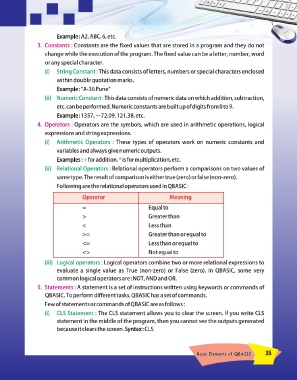 Example : A2, ABC, 6, etc.
3. Constants : Constants are the fixed values that are stored in a program and they do not
change while the execution of the program. The fixed value can be a letter, number, word
or any special character.
(i) String Constant : This data consists of letters, numbers or special characters enclosed
within double quotation marks.
Example : "A-36 Pune"
(ii) Numeric Constant : This data consists of numeric data on which addition, subtraction,
etc. can be performed. Numeric constants are built up of digits from 0 to 9.
Example : 1357, —72.09, 121.38, etc.
4. Operators : Operators are the symbols, which are used in arithmetic operations, logical
expressions and string expressions.
(i) Arithmetic Operators : These types of operators work on numeric constants and
variables and always give numeric outputs.
Examples : + for addition, * is for multiplication, etc.
(ii) Relational Operators : Relational operators perform a comparisons on two values of
same type. The result of comparison is either true (zero) or false (non-zero).
Following are the relational operators used in QBASIC :
Operator Meaning
= Equal to
> Greater than
< Less than
>= Greater than or equal to
<= Less than or equal to
<> Not equal to
(iii) Logical operators : Logical operators combine two or more relational expressions to
evaluate a single value as True (non-zero) or False (zero). In QBASIC, some very
common logical operators are : NOT, AND and OR.
5. Statements : A statement is a set of instructions written using keywords or commands of
QBASIC. To perform different tasks, QBASIC has a set of commands.
Few of statements or commands of QBASIC are as follows :
(i) CLS Statement : The CLS statement allows you to clear the screen. If you write CLS
statement in the middle of the program, then you cannot see the outputs generated
because it clears the screen. Syntax : CLS
Basic Elements of QBASIC 35